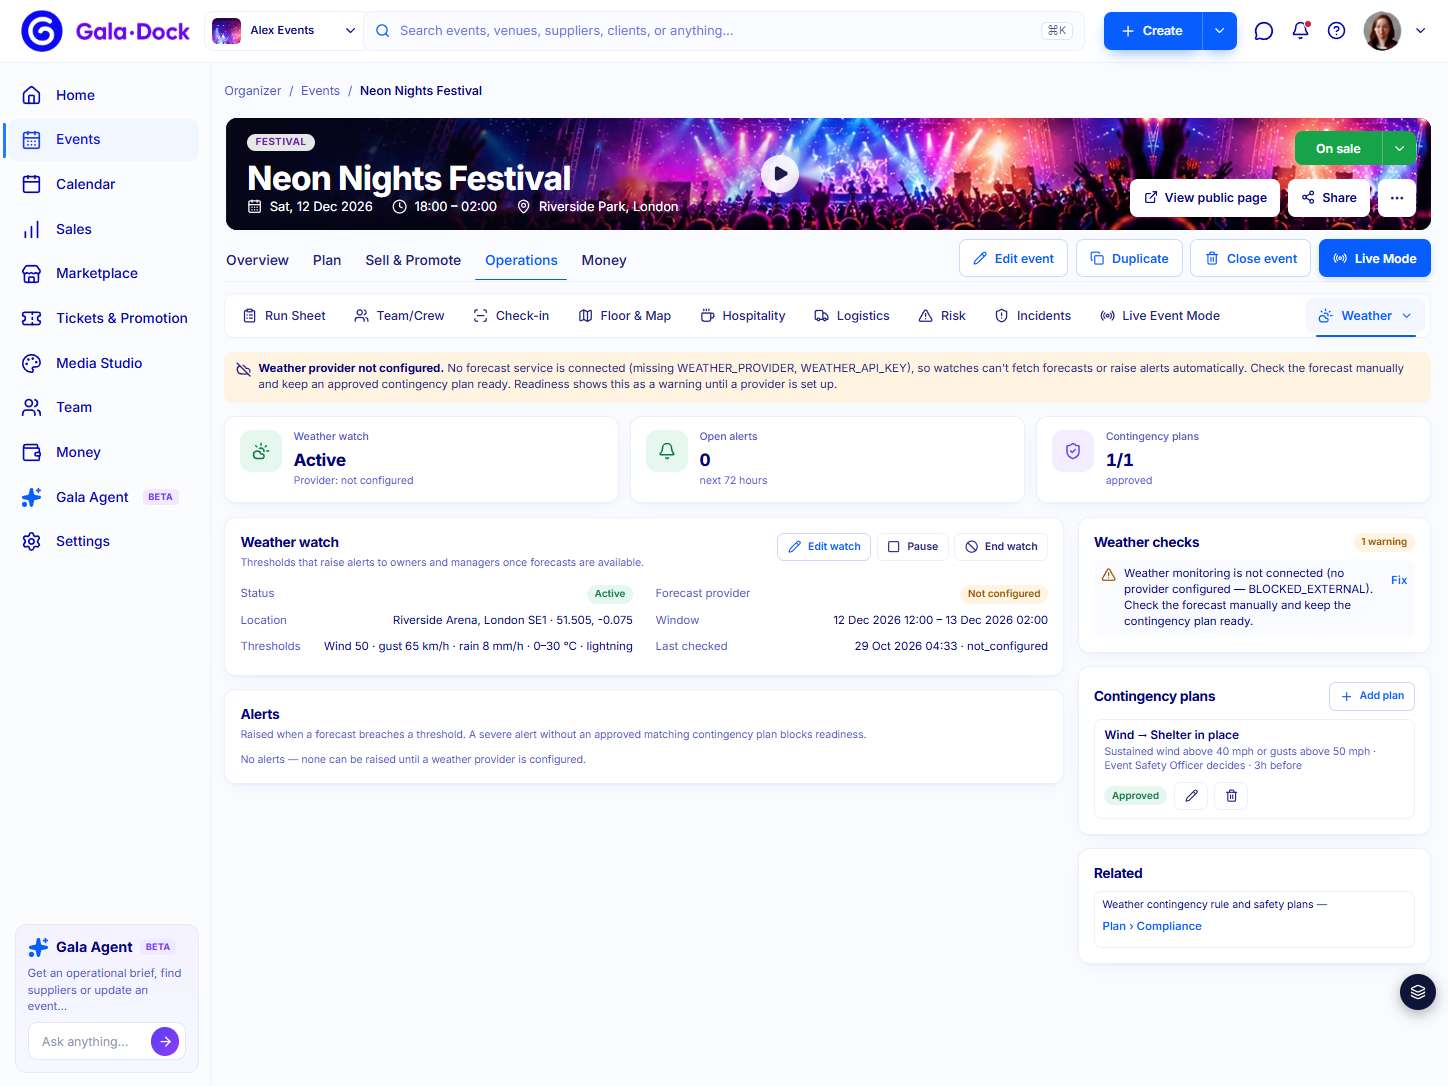 Gala·Dock
Alex Events
Search events, venues, suppliers, clients, or anything...
⌘K
Create
Home
Events
Calendar
Sales
Marketplace
Tickets & Promotion
Media Studio
Team
Money
Gala Agent BETA
Settings
Organizer / Events / Neon Nights Festival
FESTIVAL
Neon Nights Festival
Sat, 12 Dec 2026 18:00 – 02:00 Riverside Park, London
On sale
View public page
Share
Overview Plan Sell & Promote Operations Money
Edit event
Duplicate
Close event
Live Mode
Run Sheet Team/Crew Check-in Floor & Map Hospitality Logistics Risk Incidents Live Event Mode Weather
Weather provider not configured. No forecast service is connected (missing WEATHER_PROVIDER, WEATHER_API_KEY), so watches can't fetch forecasts or raise alerts automatically. Check the forecast manually
and keep an approved contingency plan ready. Readiness shows this as a warning until a provider is set up.
Weather watch
Active
Provider: not configured
Open alerts
0
next 72 hours
Contingency plans
1/1
approved
Weather watch
Edit watch
Pause
End watch
Thresholds that raise alerts to owners and managers once forecasts are available.
Status Active
Forecast provider Not configured
Location Riverside Arena, London SE1 · 51.505, -0.075
Window 12 Dec 2026 12:00 – 13 Dec 2026 02:00
Thresholds Wind 50 · gust 65 km/h · rain 8 mm/h · 0–30 °C · lightning
Last checked 29 Oct 2026 04:33 · not_configured
Alerts
Raised when a forecast breaches a threshold. A severe alert without an approved matching contingency plan blocks readiness.
No alerts — none can be raised until a weather provider is configured.
Weather checks
1 warning
Weather monitoring is not connected (no
provider configured — BLOCKED_EXTERNAL).
Check the forecast manually and keep the
contingency plan ready.
Fix
Contingency plans
Add plan
Wind → Shelter in place
Sustained wind above 40 mph or gusts above 50 mph ·
Event Safety Officer decides · 3h before
Approved
Related
Weather contingency rule and safety plans —
Plan › Compliance
Gala Agent BETA
Get an operational brief, find
suppliers or update an
event...
Ask anything...